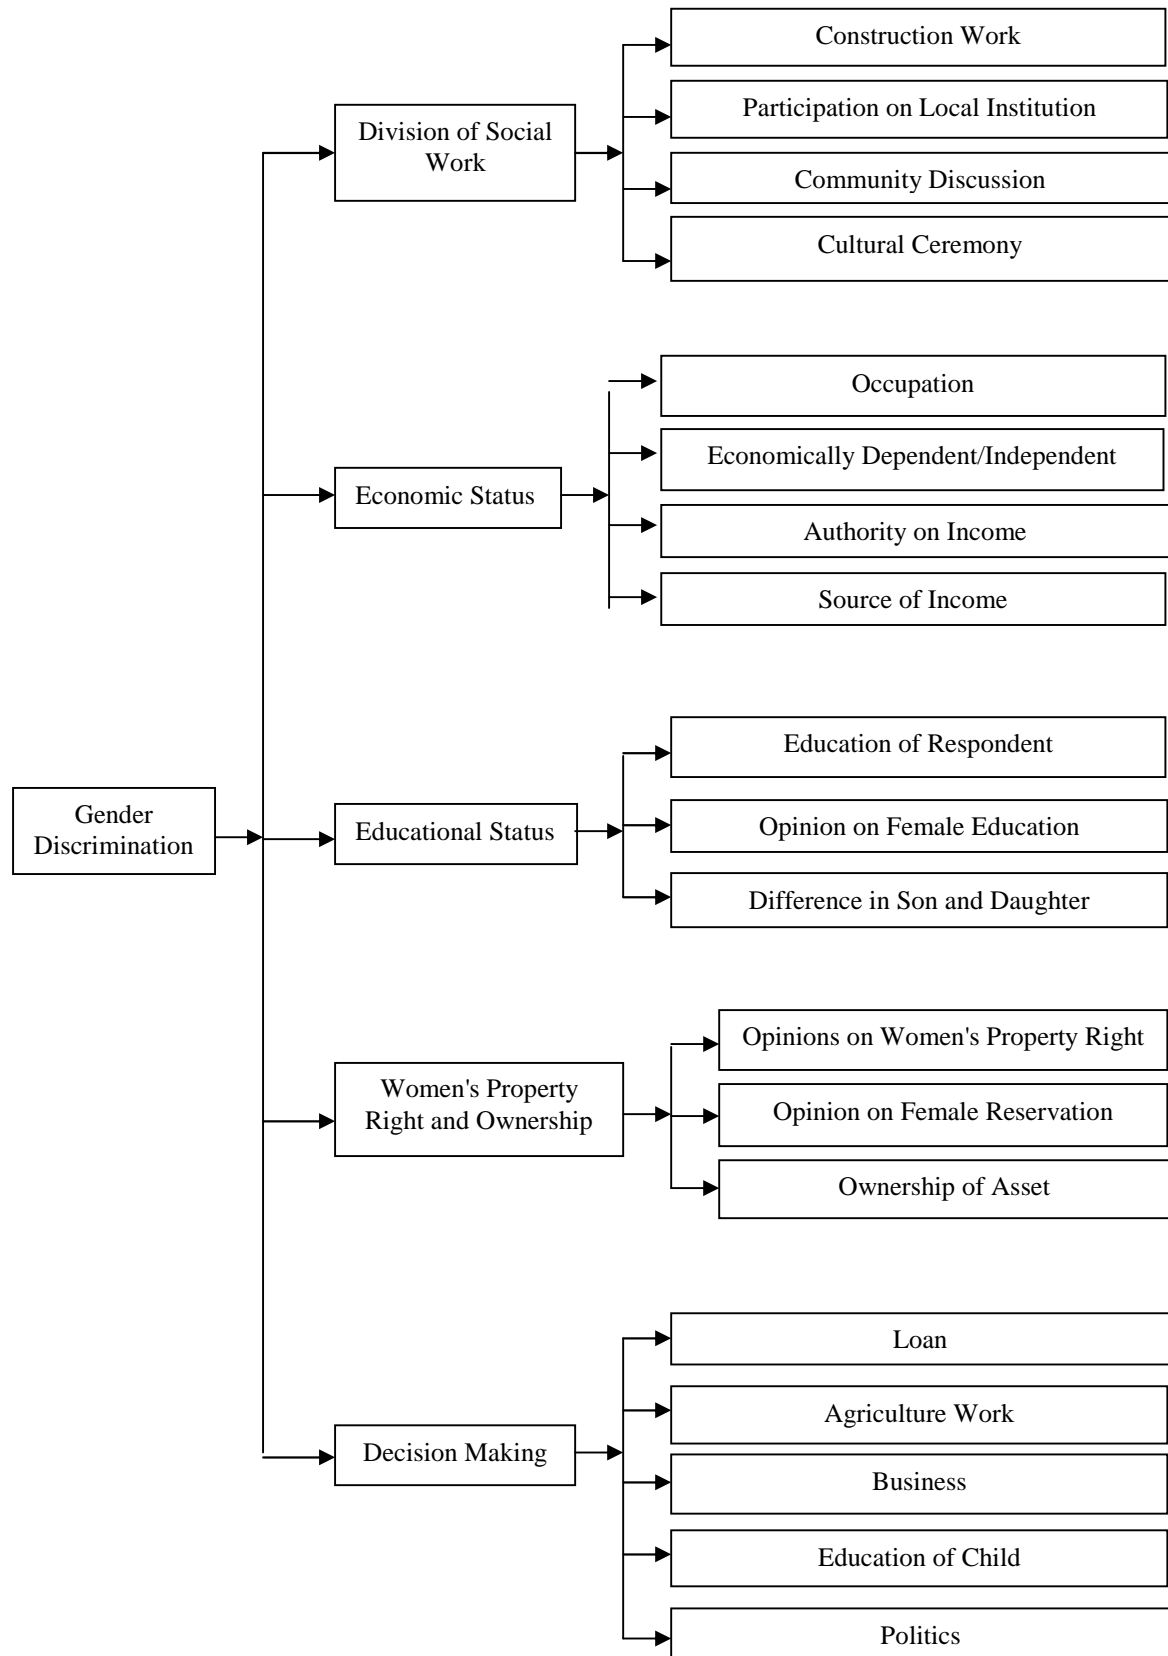 Construction Work
Participation on Local Institution
Division of Social
Work
Community Discussion
Cultural Ceremony
Occupation
Economically Dependent/Independent
Economic Status
Authority on Income
Source of Income
Education of Respondent
Gender
Discrimination
Educational Status
Opinion on Female Education
Difference in Son and Daughter
Opinions on Women's Property Right
Women's Property
Right and Ownership
Opinion on Female Reservation
Ownership of Asset
Loan
Agriculture Work
Decision Making
Business
Education of Child
Politics